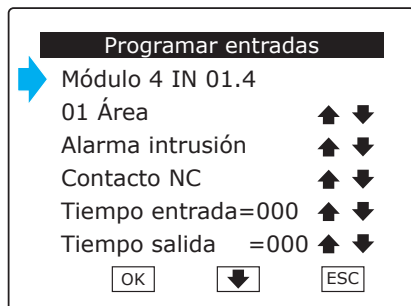 Programar entradas
Módulo 4 IN 01.4
01 Área
Alarma intrusión
Contacto NC
Tiempo entrada=000
Tiempo salida =000
OK ESC